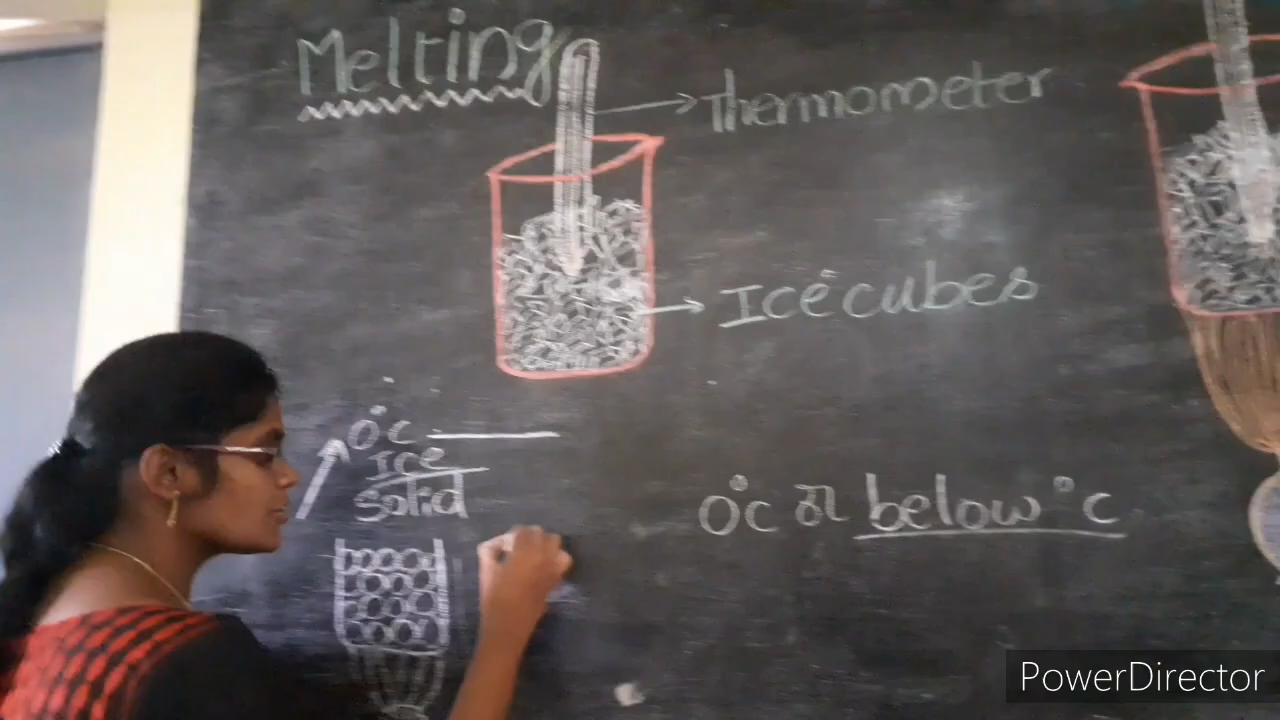 Melting
Thermometer
Ice cubes
0°c
Ice
solid
0°c or below °c
PowerDirector